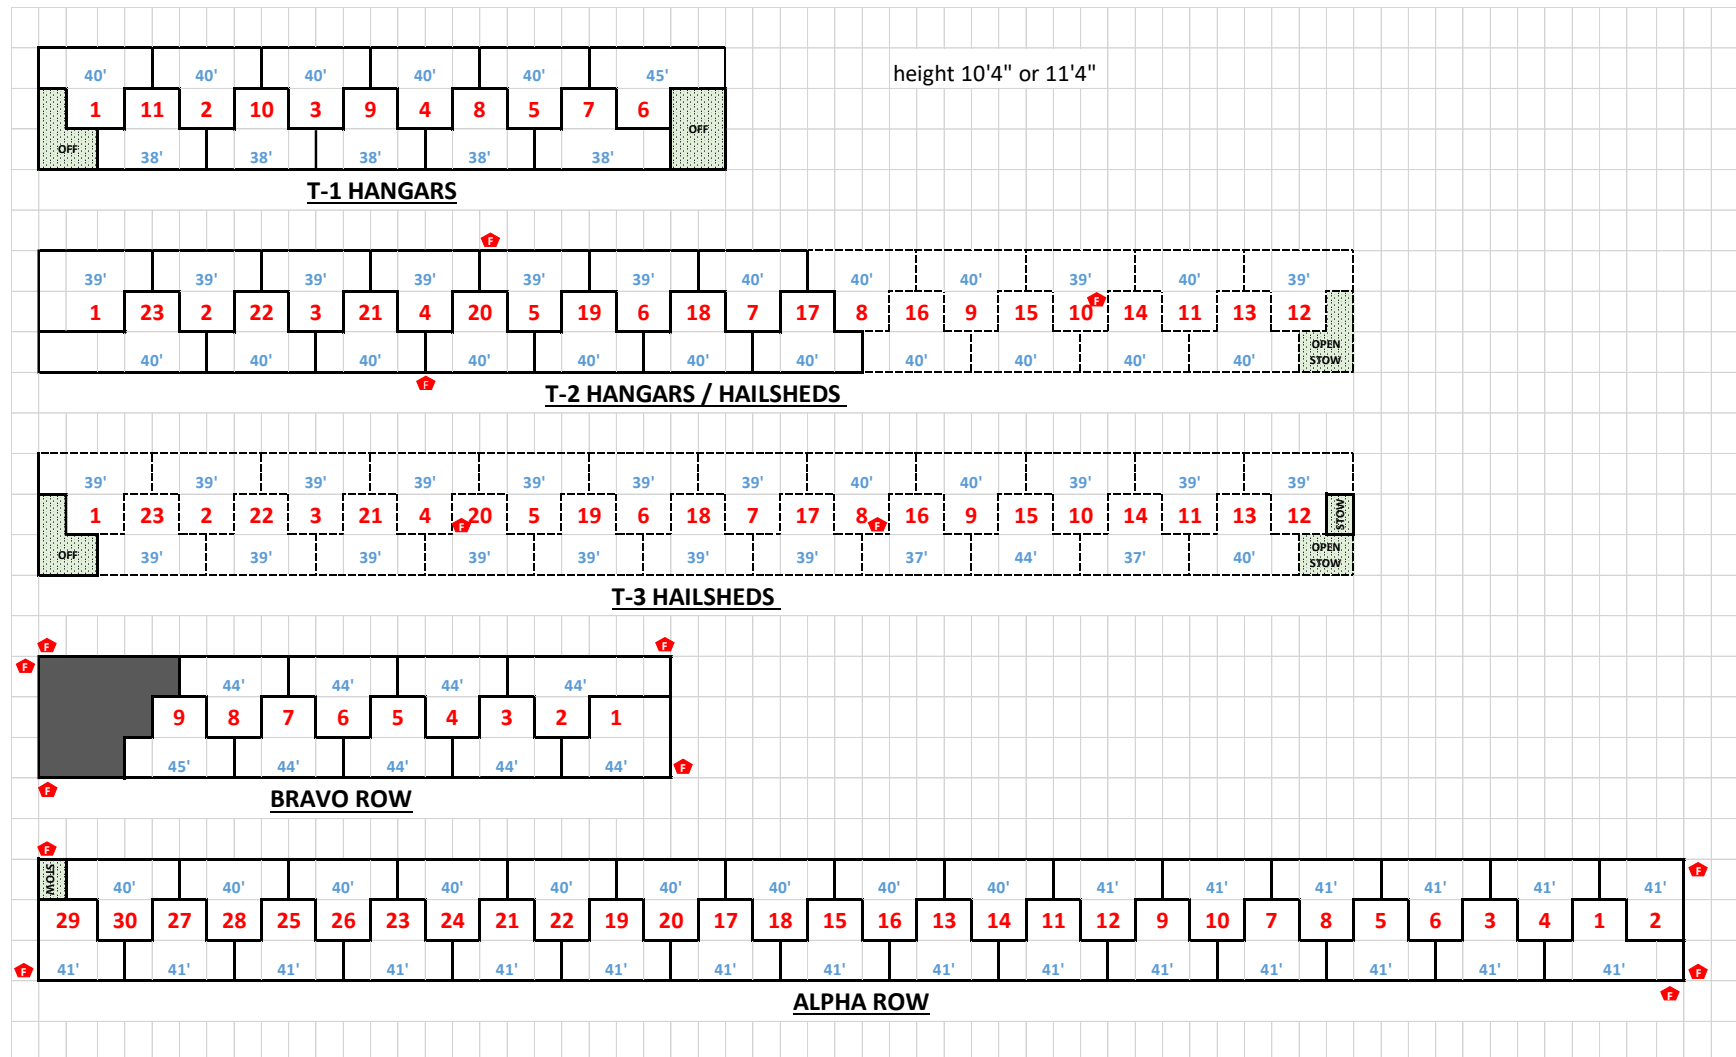 40' 40' 40' 40' 40' 45' height 10'4" or 11'4"
1 11 2 10 3 9 4 8 5 7 6
OFF
OFF
38' 38' 38' 38' 38'
T-1 HANGARS
F
39' 39' 39' 39' 39' 39' 40' 40' 40' 39' 40' 39'
F
1 23 2 22 3 21 4 20 5 19 6 18 7 17 8 16 9 15 10 14 11 13 12
40' 40' 40' 40' 40' 40' 40' 40' 40' 40' 40' OPEN
STOW
F
T-2 HANGARS / HAILSHEDS
39' 39' 39' 39' 39' 39' 39' 40' 40' 39' 39' 39'
1 23 2 22 3 21 4 20 5 19 6 18 7 17 8 16 9 15 10 14 11 13 12 STOW
F F
OFF 39' 39' 39' 39' 39' 39' 39' 37' 44' 37' 40' OPEN
STOW
T-3 HAILSHEDS
F F
F
44' 44' 44' 44'
9 8 7 6 5 4 3 2 1
45' 44' 44' 44' 44' F
F
BRAVO ROW
F
STOW 40' 40' 40' 40' 40' 40' 40' 40' 40' 41' 41' 41' 41' 41' 41' F
29 30 27 28 25 26 23 24 21 22 19 20 17 18 15 16 13 14 11 12 9 10 7 8 5 6 3 4 1 2
F 41' 41' 41' 41' 41' 41' 41' 41' 41' 41' 41' 41' 41' 41' 41' F
F
ALPHA ROW